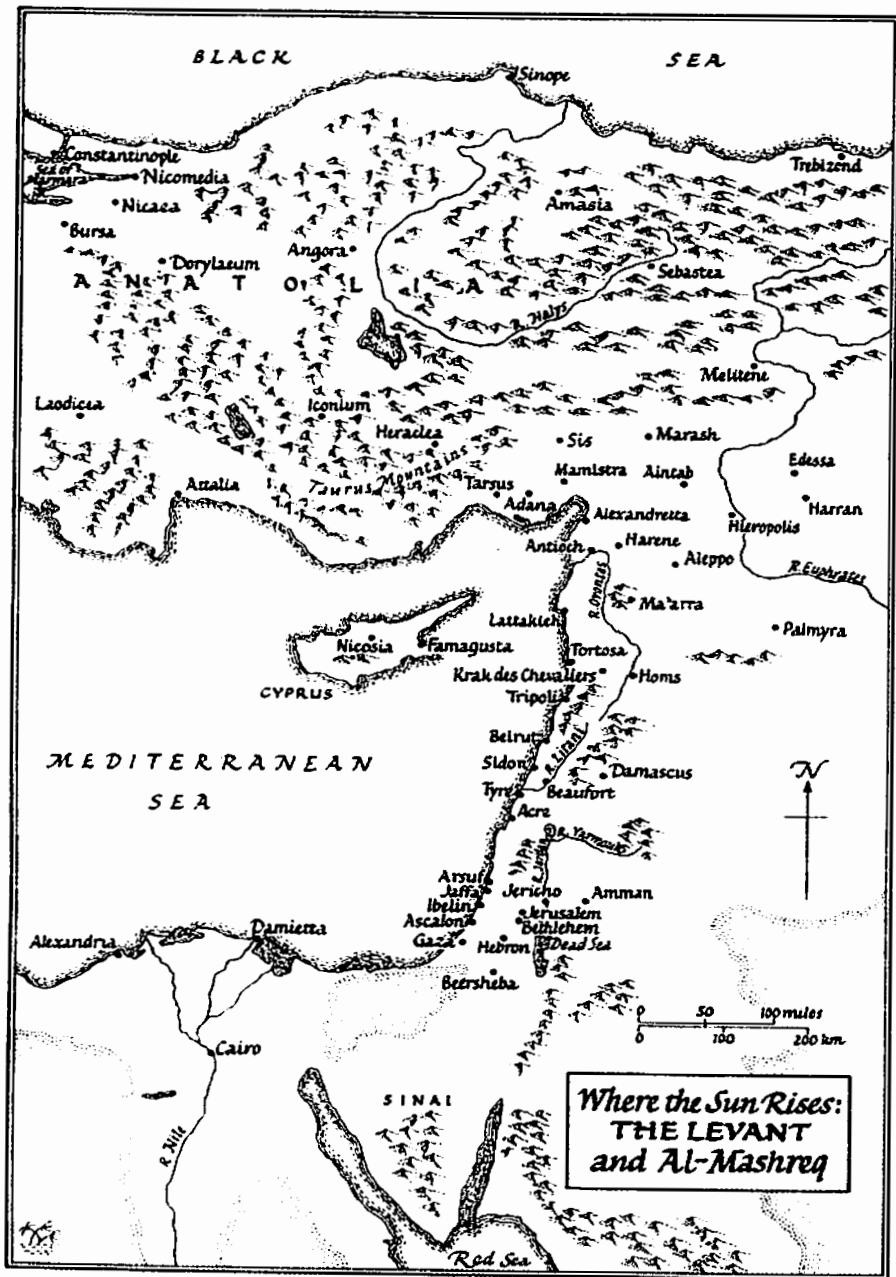 BLACK SEA
Sinope
Constantinople
Trebizond
Sea of Marmara
Nicomedia
Nicaea
Amasia
Bursa
Angora
Dorylaeum
Sebastea
ANATOLIA
R. Halys
Melitene
Laodicea
Iconium
Heraclea
Sis
Marash
Taurus Mountains
Mamistra
Aintab
Edessa
Attalia
Tarsus
Adana
Harran
Alexandretta
Hieropolis
Antioch
Harene
Aleppo
R. Euphrates
R. Orontes
Ma'arra
Lattakieh
Palmyra
Nicosia
Famagusta
Tortosa
Krak des Chevaliers
Homs
CYPRUS
Tripoli
Beirut
MEDITERRANEAN
SEA
Sidon
R. Litani
Damascus
N
Tyre
Beaufort
Acre
R. Yarmouk
R. Jordan
Arsuf
Jaffa
Jericho
Amman
Ibelin
Jerusalem
Ascalon
Bethlehem
Alexandria
Damietta
Gaza
Hebron
Dead Sea
Beersheba
0 50 100 miles
0 100 200 km
Cairo
SINAI
R. Nile
Where the Sun Rises:
THE LEVANT
and Al-Mashreq
Red Sea